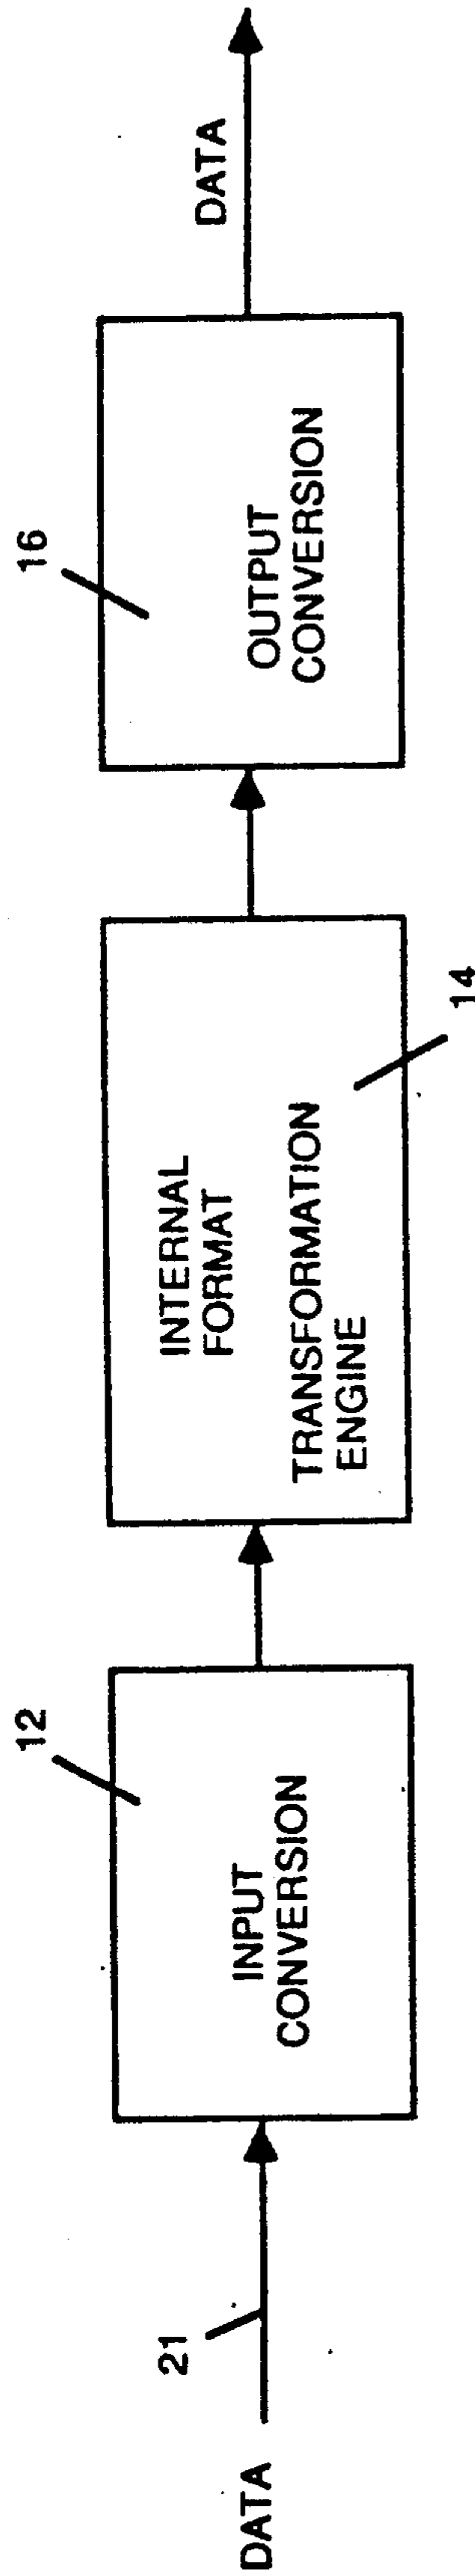 DATA
21
12
INPUT
CONVERSION
INTERNAL
FORMAT
TRANSFORMATION
ENGINE
14
16
OUTPUT
CONVERSION
DATA